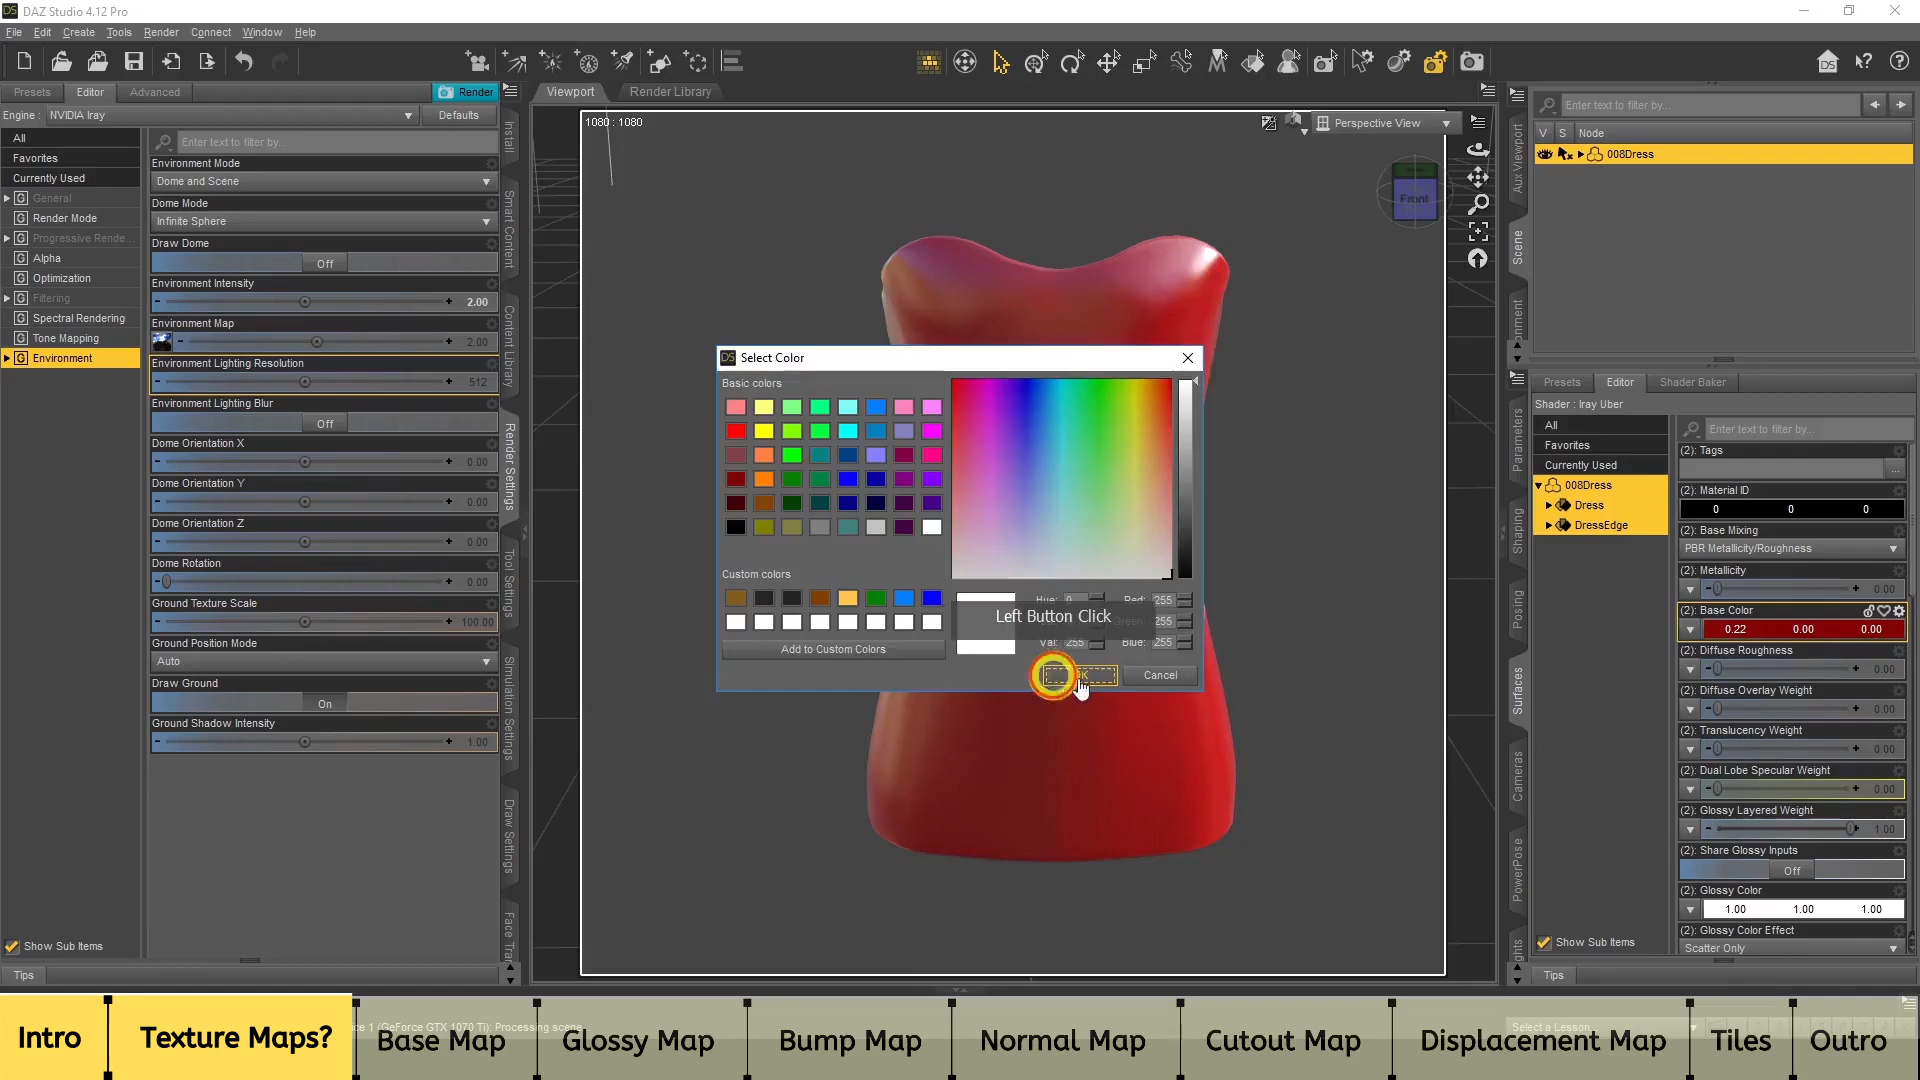 DAZ Studio 4.12 Pro
File Edit Create Tools Render Connect Window Help
Presets Editor Advanced Render
Viewport Render Library
Engine : NVIDIA Iray Defaults
All
Favorites
Currently Used
General
Render Mode
Progressive Rende...
Alpha
Optimization
Filtering
Spectral Rendering
Tone Mapping
Environment
Show Sub Items
Tips
Enter text to filter by...
Environment Mode
Dome and Scene
Dome Mode
Infinite Sphere
Draw Dome
Off
Environment Intensity
2.00
Environment Map
2.00
Environment Lighting Resolution
512
Environment Lighting Blur
Off
Dome Orientation X
0.00
Dome Orientation Y
0.00
Dome Orientation Z
0.00
Dome Rotation
0.00
Ground Texture Scale
100.00
Ground Position Mode
Auto
Draw Ground
On
Ground Shadow Intensity
1.00
Install
Smart Content
Content Library
Render Settings
Tool Settings
Simulation Settings
Draw Settings
1080 : 1080
Perspective View
Front
Select Color
Basic colors
Custom colors
Add to Custom Colors
Hue: 0 Red: 255
Green: 255
Val: 255 Blue: 255
Left Button Click
Cancel
Aux Viewport
Scene
Enter text to filter by...
V S Node
008Dress
Parameters
Shaping
Posing
Surfaces
Cameras
PowerPose
Presets Editor Shader Baker
Shader : Iray Uber
All
Favorites
Currently Used
008Dress
Dress
DressEdge
Show Sub Items
Tips
Enter text to filter by...
(2): Tags
...
(2): Material ID
0 0 0
(2): Base Mixing
PBR Metallicity/Roughness
(2): Metallicity
0.00
(2): Base Color
0.22 0.00 0.00
(2): Diffuse Roughness
0.00
(2): Diffuse Overlay Weight
0.00
(2): Translucency Weight
0.00
(2): Dual Lobe Specular Weight
0.00
(2): Glossy Layered Weight
1.00
(2): Share Glossy Inputs
Off
(2): Glossy Color
1.00 1.00 1.00
(2): Glossy Color Effect
Scatter Only
ce 1 (GeForce GTX 1070 Ti): Processing scene...
Select a Lesson...
Intro Texture Maps? Base Map Glossy Map Bump Map Normal Map Cutout Map Displacement Map Tiles Outro